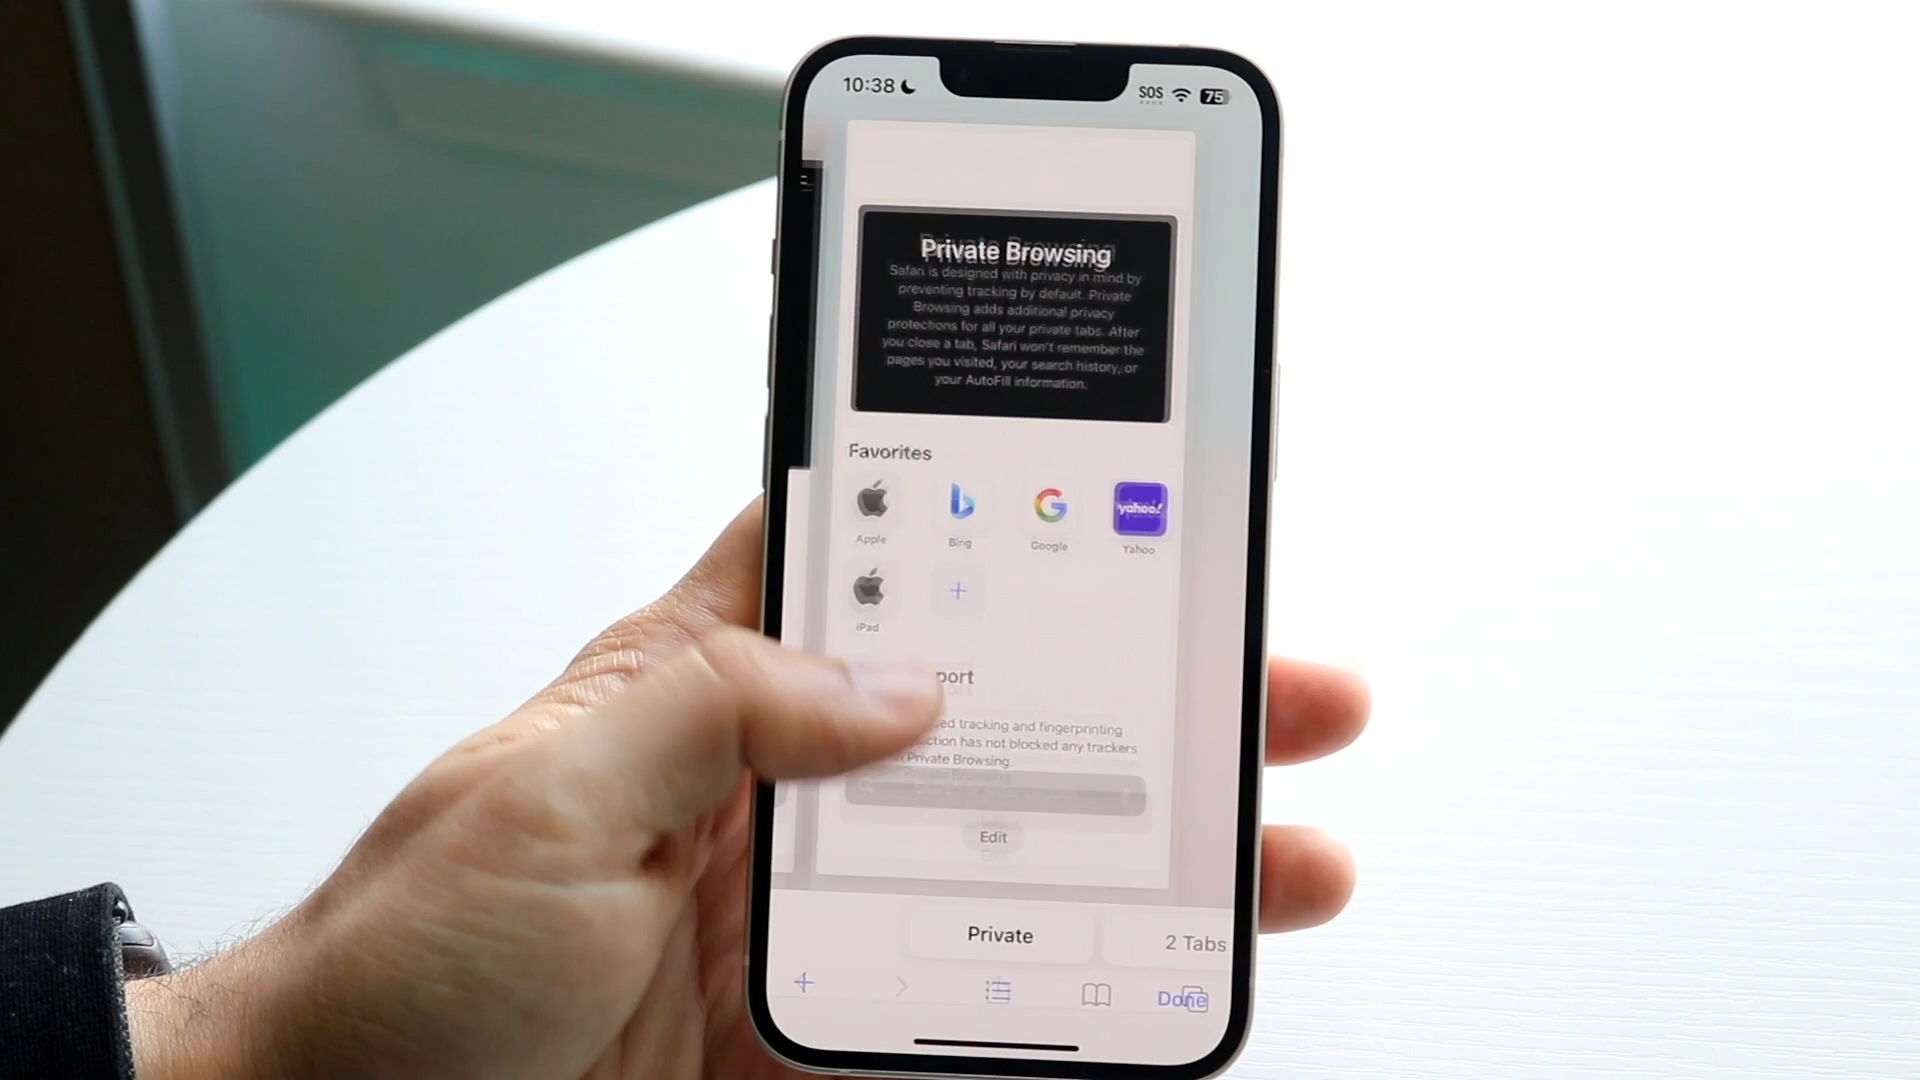 10:38
SOS
75
Private Browsing
Safari is designed with privacy in mind by
preventing tracking by default. Private
Browsing adds additional privacy
protections for all your private tabs. After
you close a tab, Safari won't remember the
pages you visited, your search history, or
your AutoFill information.
Favorites
yahoo!
Apple
Bing
Google
Yahoo
iPad
port
ed tracking and fingerprinting
ction has not blocked any trackers
Private Browsing.
Edit
Private
2 Tabs
Done